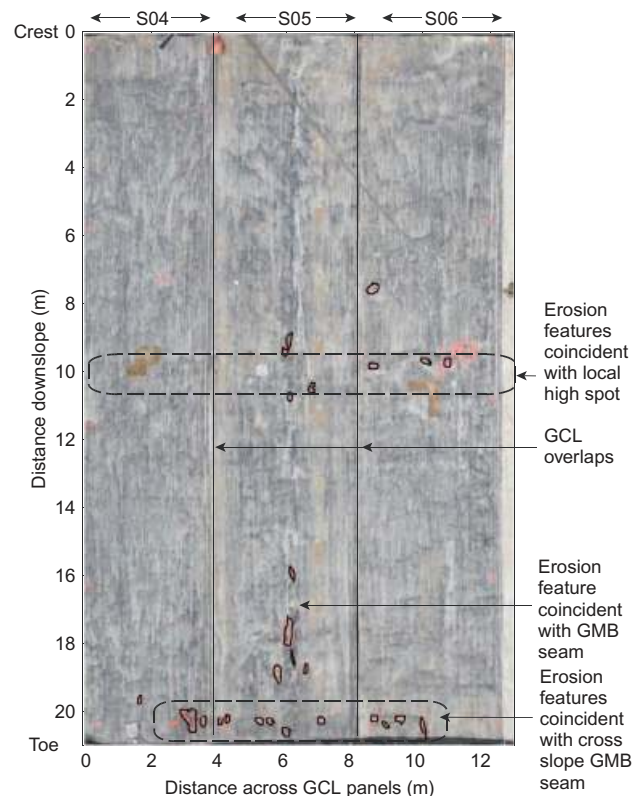 S04 S05 S06
Crest 0
2
4
6
8
10
12
14
16
18
20
Toe
Distance downslope (m)
0 2 4 6 8 10 12
Distance across GCL panels (m)
Erosion
features
coincident
with local
high spot
GCL
overlaps
Erosion
feature
coincident
with GMB
seam
Erosion
features
coincident
with cross
slope GMB
seam